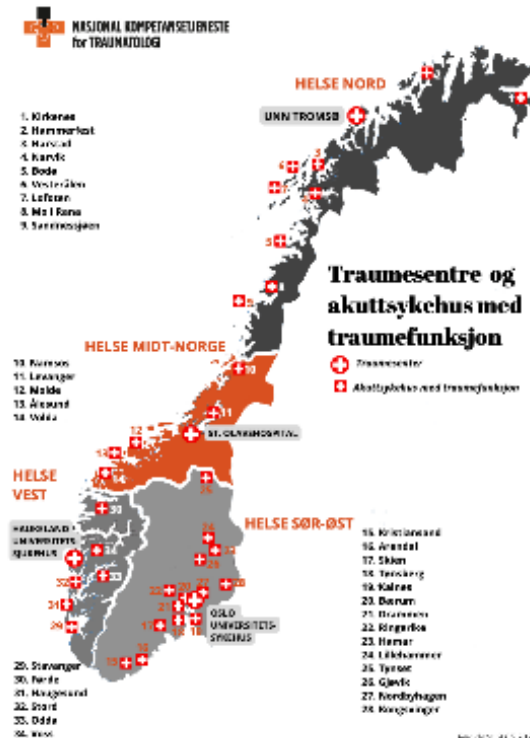 NASJONAL KOMPETANSETJENESTE
for TRAUMATOLOGI
HELSE NORD
UNN TROMSØ
1. Kirkenes
2. Hammerfest
3. Harstad
4. Narvik
5. Bodø
6. Vesterålen
7. Lofoten
8. Mo i Rana
9. Sandnessjøen
Traumesentre og
akuttsykehus med
traumefunksjon
Traumesenter
Akuttsykehus med traumefunksjon
HELSE MIDT-NORGE
10. Namsos
11. Levanger
12. Molde
13. Ålesund
14. Volda
ST. OLAVS HOSPITAL
HELSE
VEST
HAUKELAND
UNIVERSITETS-
SJUKEHUS
HELSE SØR-ØST
OSLO
UNIVERSITETS-
SYKEHUS
15. Kristiansand
16. Arendal
17. Skien
18. Tønsberg
19. Kalnes
20. Bærum
21. Drammen
22. Ringerike
23. Hamar
24. Lillehammer
25. Tynset
26. Gjøvik
27. Nordbyhagen
28. Kongsvinger
29. Stavanger
30. Førde
31. Haugesund
32. Stord
33. Odda
34. Voss